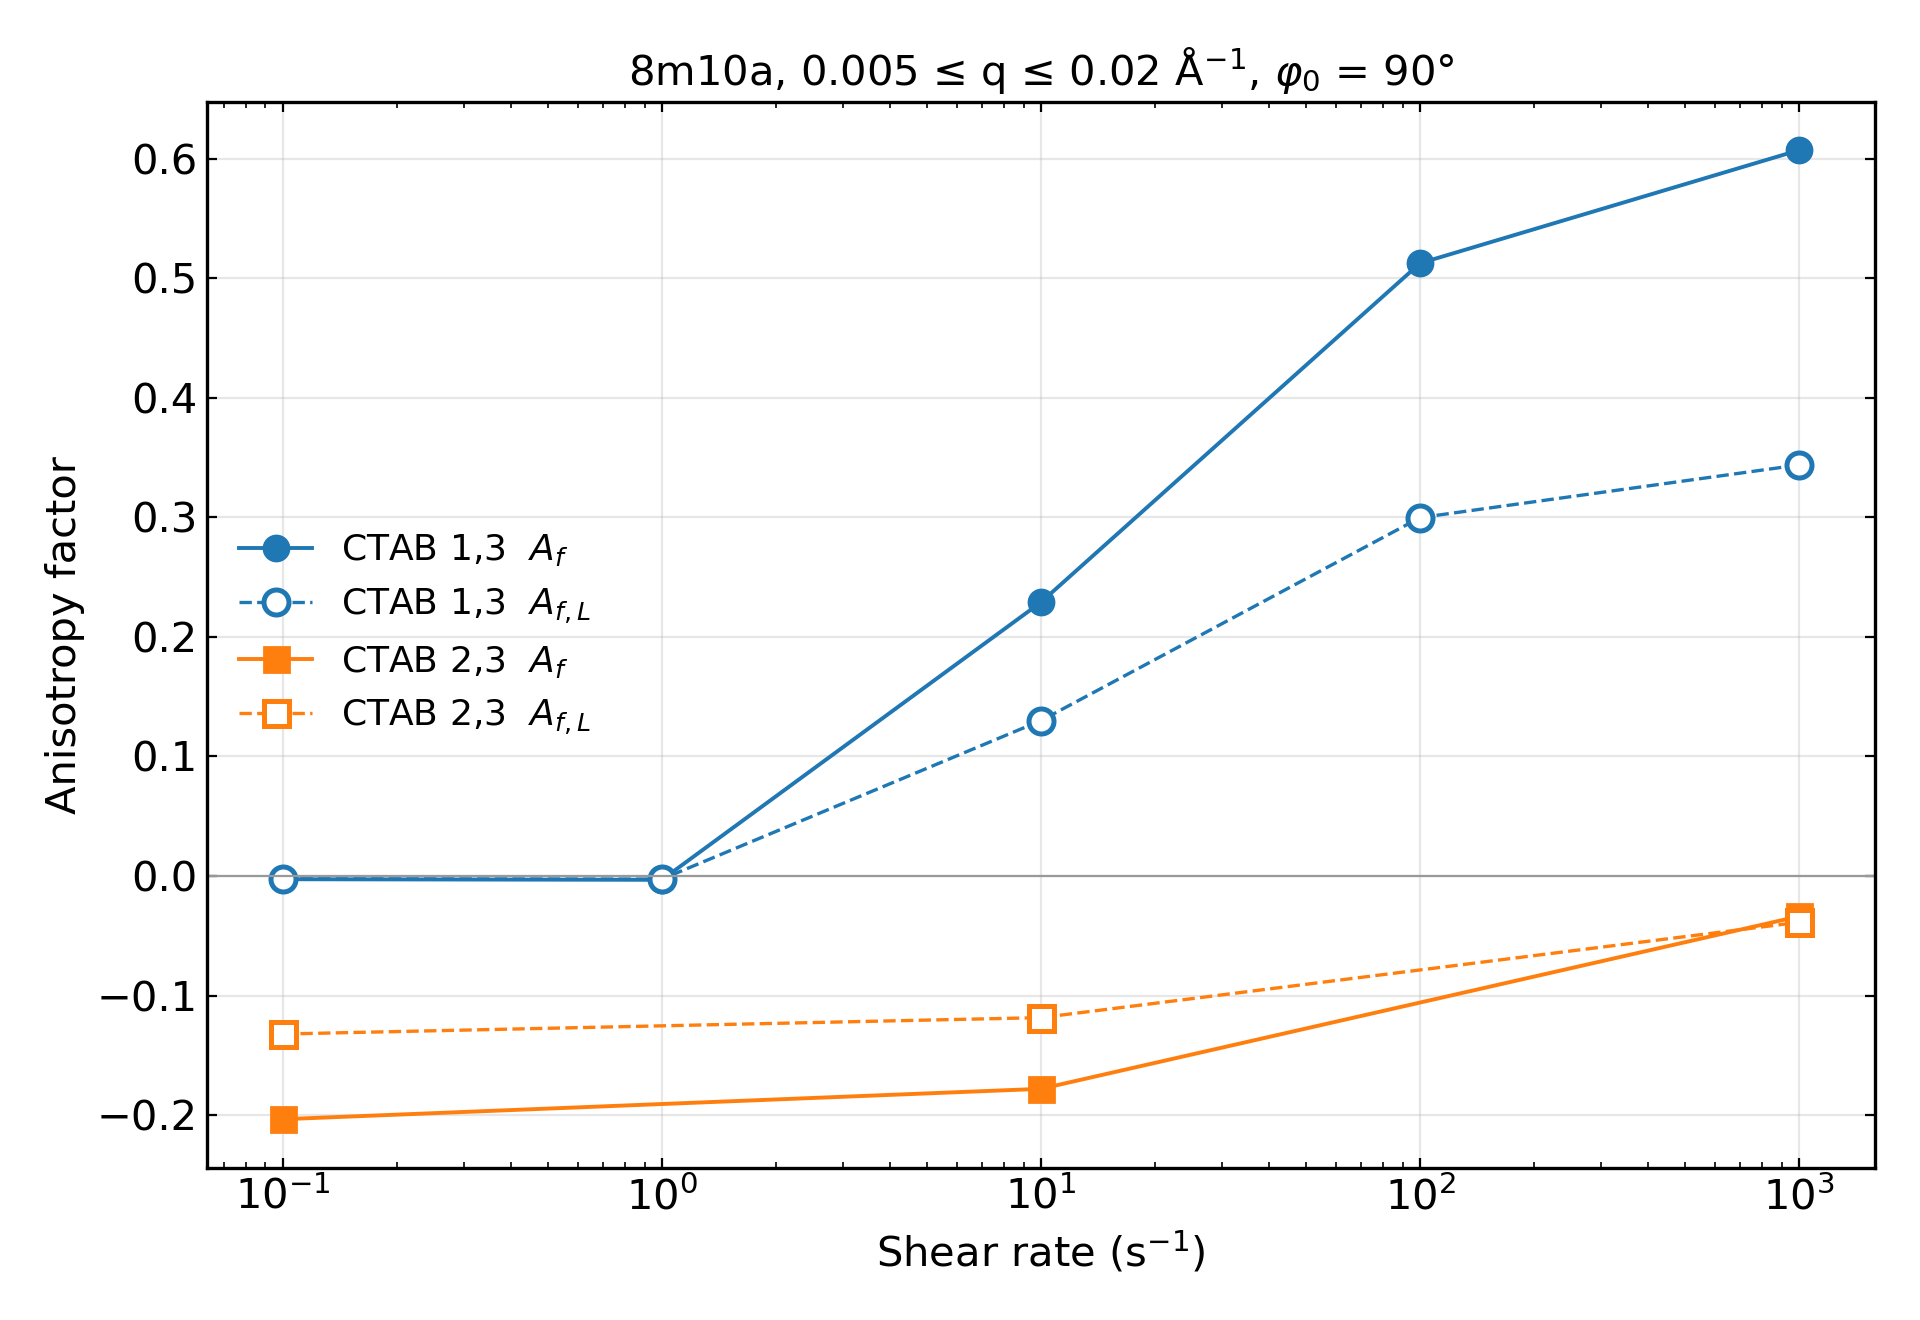 8m10a, 0.005 ≤ q ≤ 0.02 Å⁻¹, φ₀ = 90°
Anisotropy factor
0.6
0.5
0.4
0.3
0.2
0.1
0.0
−0.1
−0.2
CTAB 1,3 A_f
CTAB 1,3 A_{f,L}
CTAB 2,3 A_f
CTAB 2,3 A_{f,L}
10⁻¹ 10⁰ 10¹ 10² 10³
Shear rate (s⁻¹)